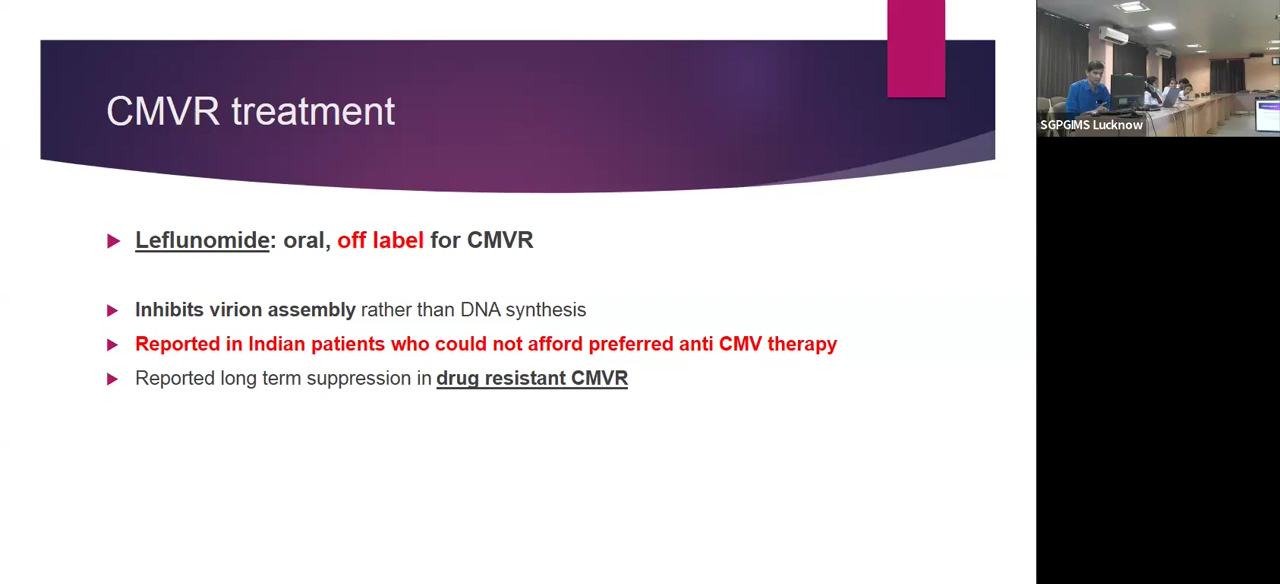 CMVR treatment
Leflunomide: oral, off label for CMVR
Inhibits virion assembly rather than DNA synthesis
Reported in Indian patients who could not afford preferred anti CMV therapy
Reported long term suppression in drug resistant CMVR
SGPGIMS Lucknow